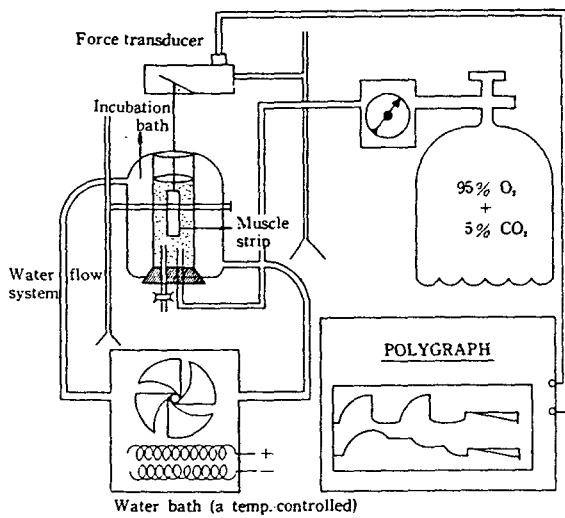 Force transducer
Incubation
bath
95% O₂
+
5% CO₂
Muscle
strip
Water flow
system
POLYGRAPH
+
−
Water bath (a temp. controlled)